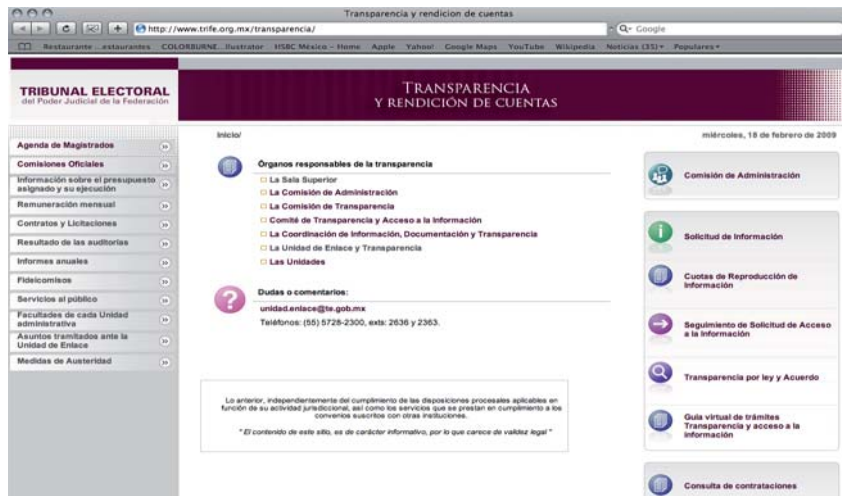 Transparencia y rendicion de cuentas
http://www.trife.org.mx/transparencia/
Google
Restaurante ...estaurantes COLORBURNE...llustrator HSBC México - Home Apple Yahoo! Google Maps YouTube Wikipedia Noticias (35) Populares
TRIBUNAL ELECTORAL
del Poder Judicial de la Federación
TRANSPARENCIA
Y RENDICIÓN DE CUENTAS
Agenda de Magistrados
Comisiones Oficiales
Información sobre el presupuesto
asignado y su ejecución
Remuneración mensual
Contratos y Licitaciones
Resultado de las auditorías
Informes anuales
Fideicomisos
Servicios al público
Facultades de cada Unidad
administrativa
Asuntos tramitados ante la
Unidad de Enlace
Medidas de Austeridad
Inicio/
miércoles, 18 de febrero de 2009
Órganos responsables de la transparencia
La Sala Superior
La Comisión de Administración
La Comisión de Transparencia
Comité de Transparencia y Acceso a la Información
La Coordinación de Información, Documentación y Transparencia
La Unidad de Enlace y Transparencia
Las Unidades
Dudas o comentarios:
unidad.enlace@te.gob.mx
Teléfonos: (55) 5728-2300, exts: 2636 y 2363.
Lo anterior, independientemente del cumplimiento de las disposiciones procesales aplicables en
función de su actividad jurisdiccional, así como los servicios que se prestan en cumplimiento a los
convenios suscritos con otras instituciones.
" El contenido de este sitio, es de carácter informativo, por lo que carece de validez legal "
Comisión de Administración
Solicitud de Información
Cuotas de Reproducción de
Información
Seguimiento de Solicitud de Acceso
a la Información
Transparencia por ley y Acuerdo
Guía virtual de trámites
Transparencia y acceso a la
información
Consulta de contrataciones